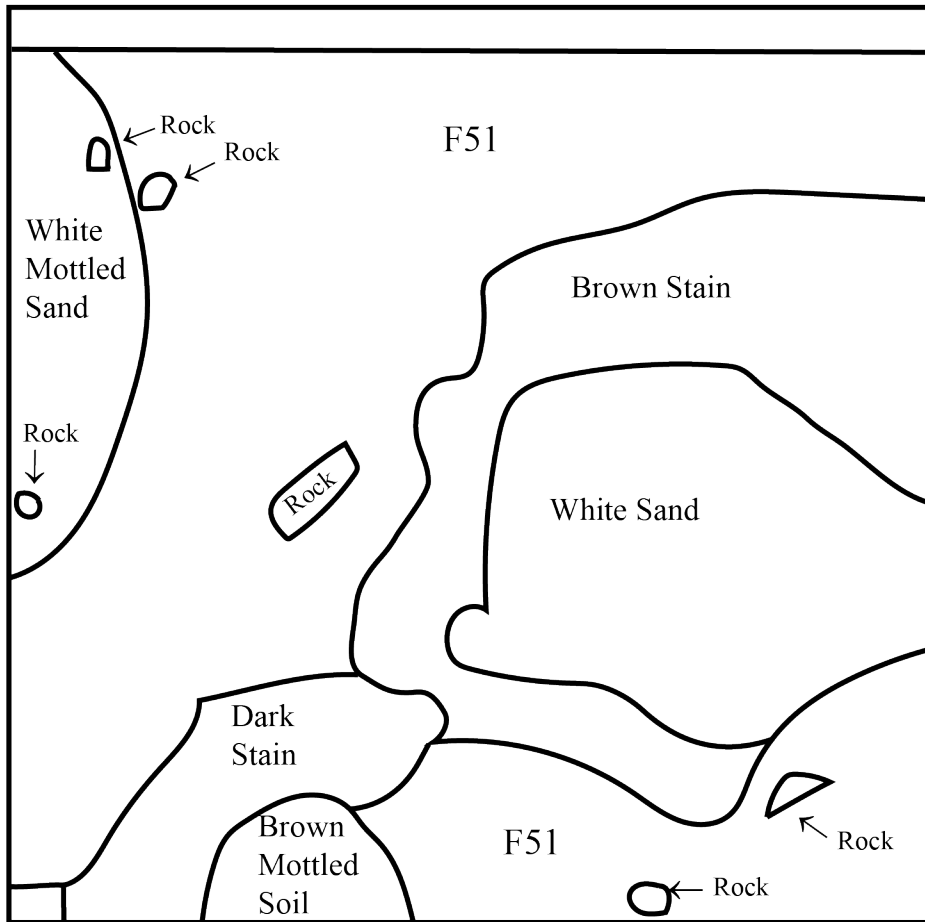 Rock
Rock
F51
White
Mottled
Sand
Brown Stain
Rock
Rock
White Sand
Dark
Stain
Brown
Mottled
Soil
F51
Rock
Rock